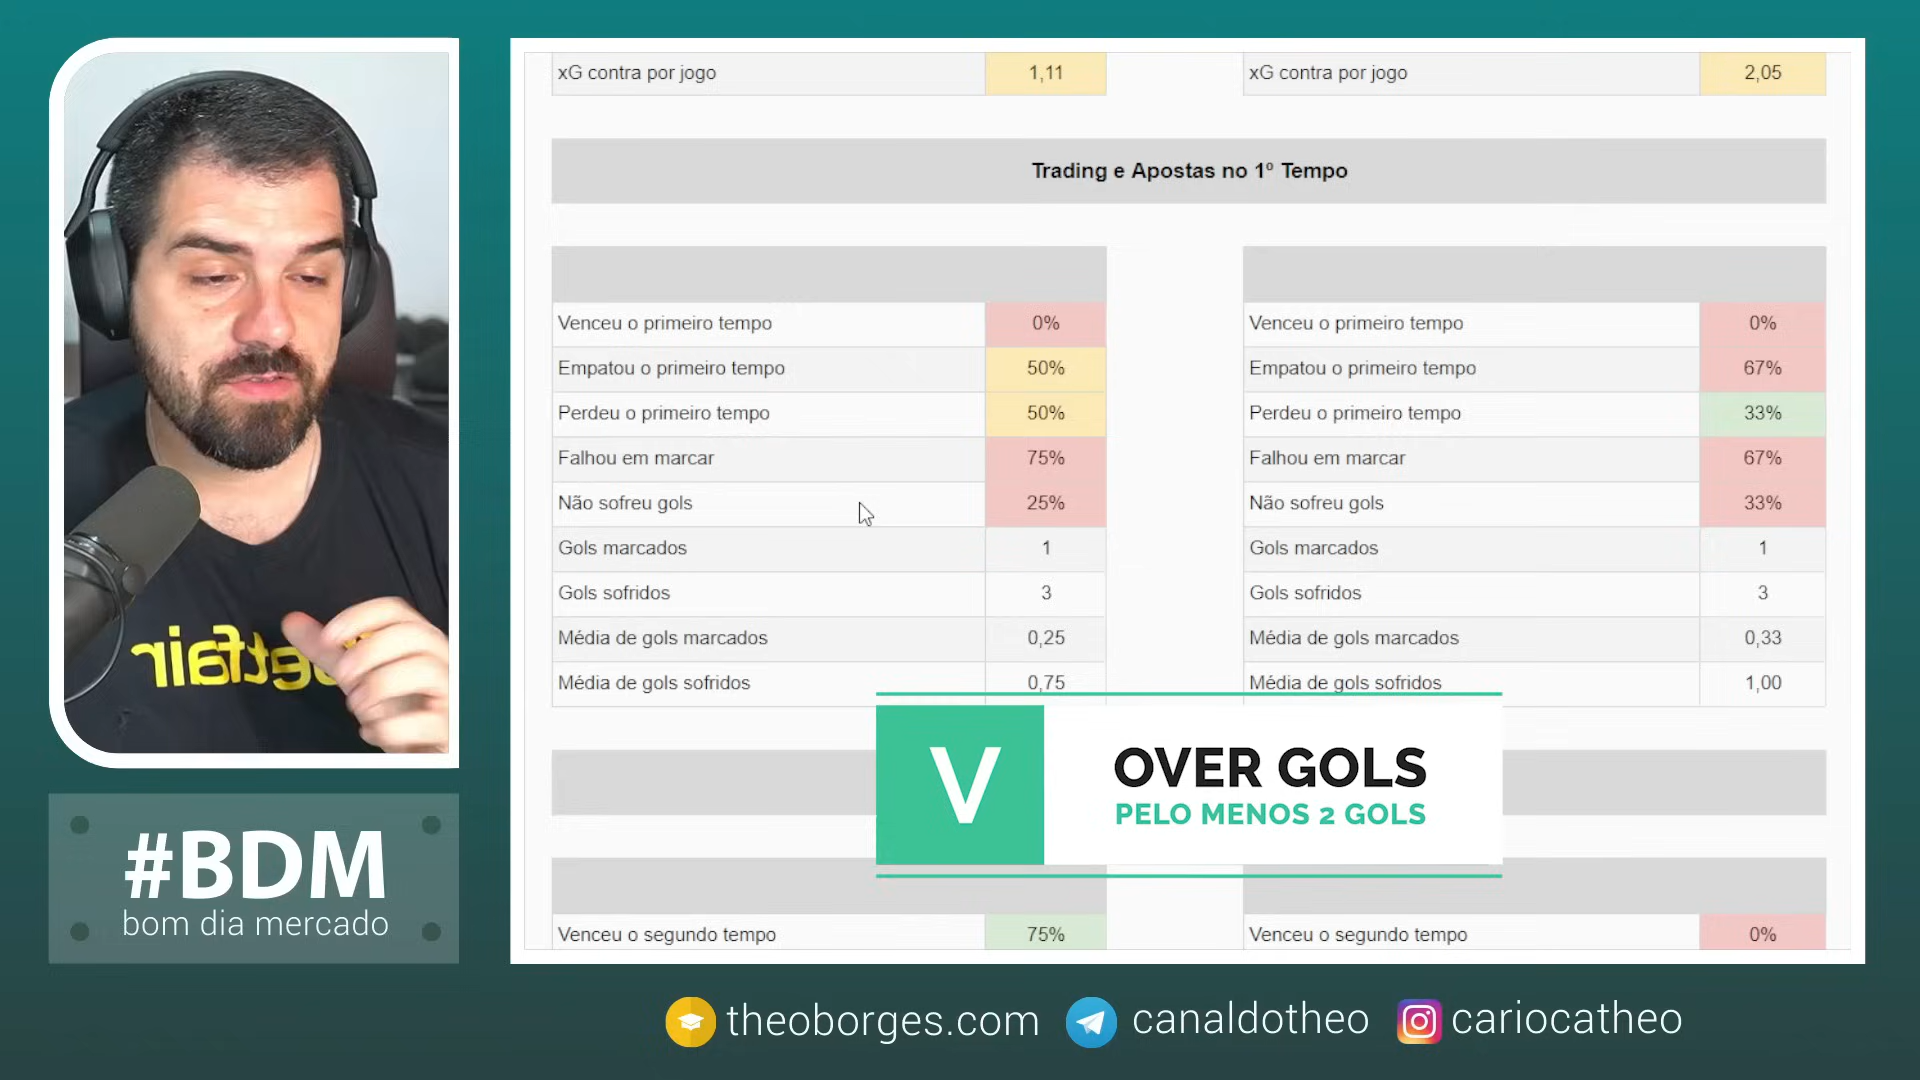 xG contra por jogo 1,11
xG contra por jogo 2,05
Trading e Apostas no 1º Tempo
Venceu o primeiro tempo 0%
Empatou o primeiro tempo 50%
Perdeu o primeiro tempo 50%
Falhou em marcar 75%
Não sofreu gols 25%
Gols marcados 1
Gols sofridos 3
Média de gols marcados 0,25
Média de gols sofridos 0,75
Venceu o primeiro tempo 0%
Empatou o primeiro tempo 67%
Perdeu o primeiro tempo 33%
Falhou em marcar 67%
Não sofreu gols 33%
Gols marcados 1
Gols sofridos 3
Média de gols marcados 0,33
Média de gols sofridos 1,00
V
OVER GOLS
PELO MENOS 2 GOLS
Venceu o segundo tempo 75%
Venceu o segundo tempo 0%
betfair
#BDM
bom dia mercado
theoborges.com
canaldotheo
cariocatheo